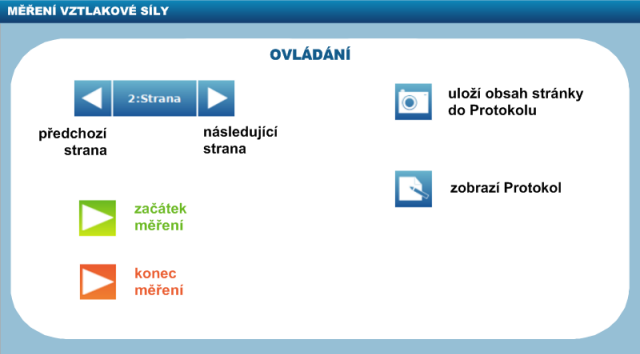 MĚŘENÍ VZTLAKOVÉ SÍLY
OVLÁDÁNÍ
2:Strana
předchozí
strana
následující
strana
uloží obsah stránky
do Protokolu
zobrazí Protokol
začátek
měření
konec
měření